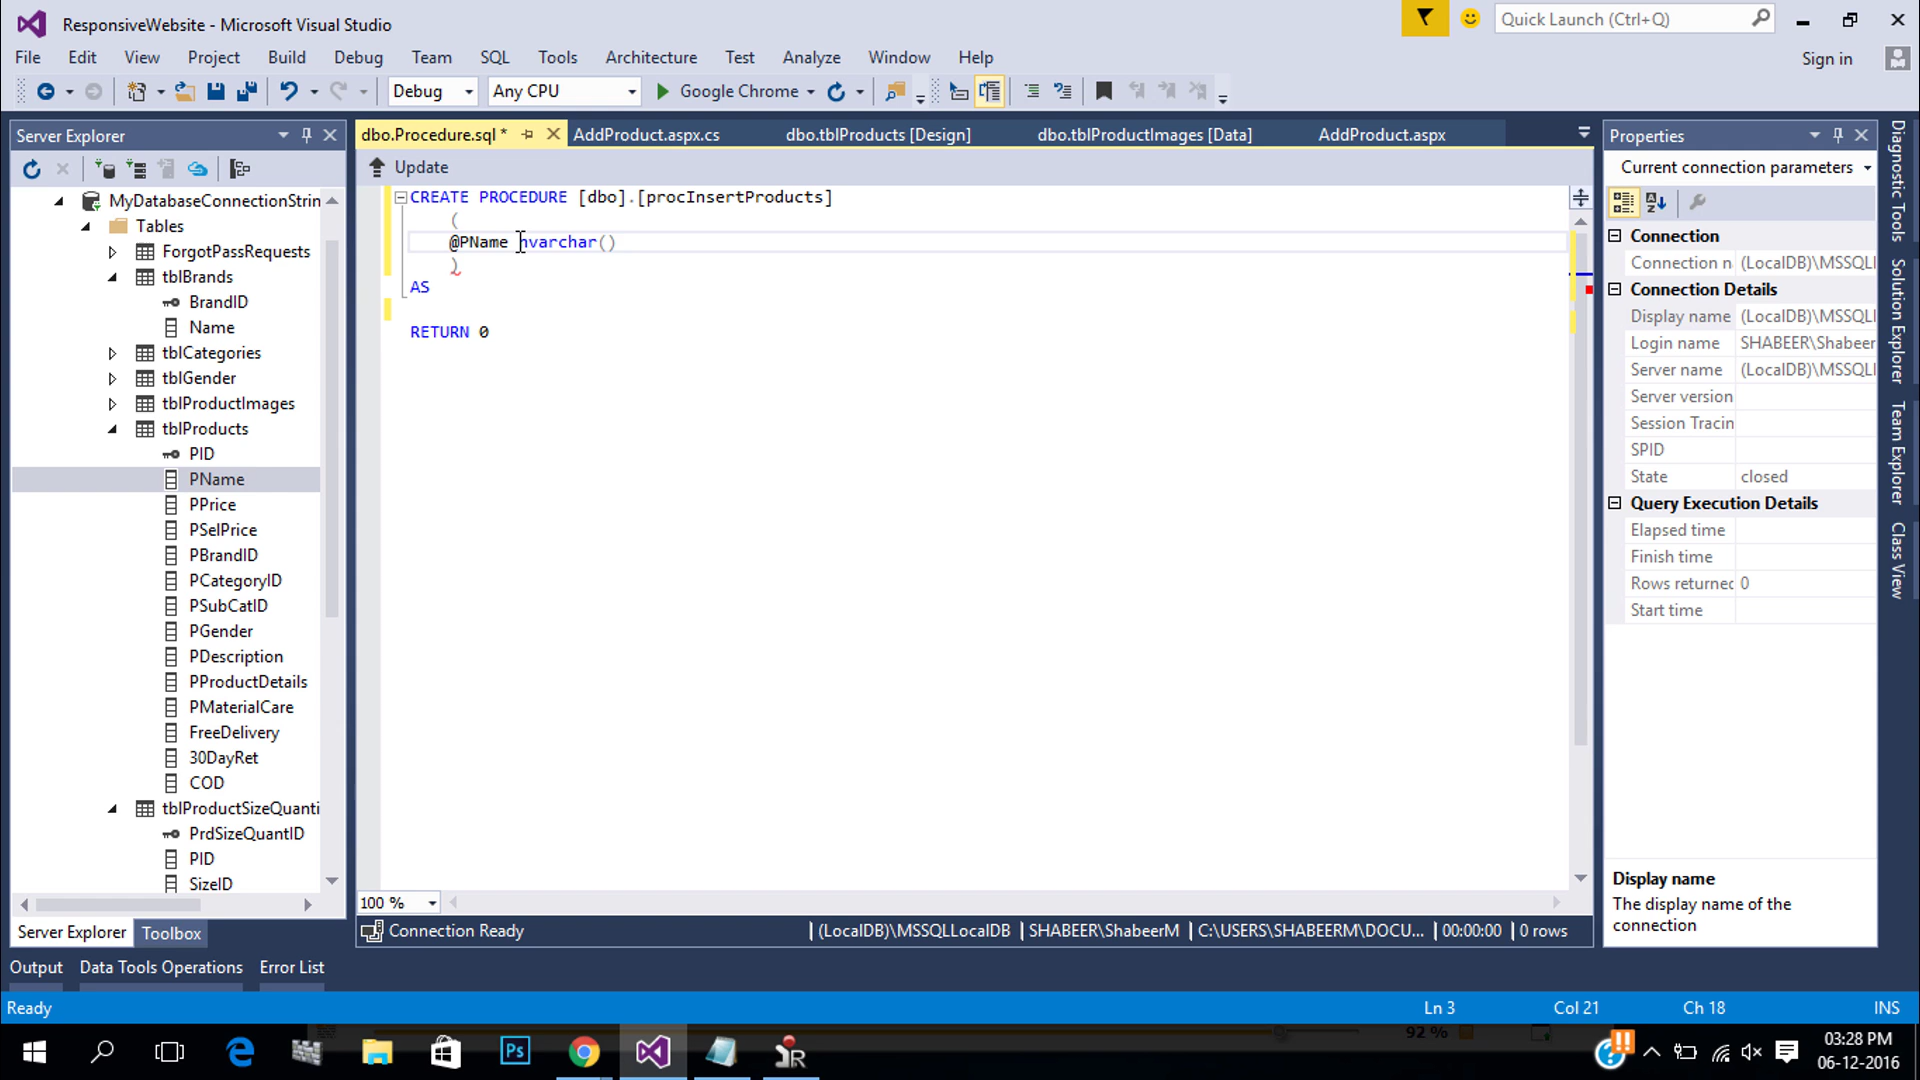 ResponsiveWebsite - Microsoft Visual Studio
Quick Launch (Ctrl+Q)
File Edit View Project Build Debug Team SQL Tools Architecture Test Analyze Window Help
Sign in
Debug Any CPU Google Chrome
Server Explorer
dbo.Procedure.sql * AddProduct.aspx.cs dbo.tblProducts [Design] dbo.tblProductImages [Data] AddProduct.aspx
Properties
Update
Current connection parameters
MyDatabaseConnectionStrin
Tables
ForgotPassRequests
tblBrands
BrandID
Name
tblCategories
tblGender
tblProductImages
tblProducts
PID
PName
PPrice
PSelPrice
PBrandID
PCategoryID
PSubCatID
PGender
PDescription
PProductDetails
PMaterialCare
FreeDelivery
30DayRet
COD
tblProductSizeQuanti
PrdSizeQuantID
PID
SizeID
CREATE PROCEDURE [dbo].[procInsertProducts]
(
@PName nvarchar()
)
AS
RETURN 0
Connection
Connection n (LocalDB)\MSSQLI
Connection Details
Display name (LocalDB)\MSSQLI
Login name SHABEER\Shabeer
Server name (LocalDB)\MSSQLI
Server version
Session Tracin
SPID
State closed
Query Execution Details
Elapsed time
Finish time
Rows returned 0
Start time
Display name
The display name of the
connection
Diagnostic Tools
Solution Explorer
Team Explorer
Class View
100 %
Connection Ready (LocalDB)\MSSQLLocalDB SHABEER\ShabeerM C:\USERS\SHABEERM\DOCU... 00:00:00 0 rows
Server Explorer Toolbox
Output Data Tools Operations Error List
Ready Ln 3 Col 21 Ch 18 INS
92 %
Ps
03:28 PM
06-12-2016